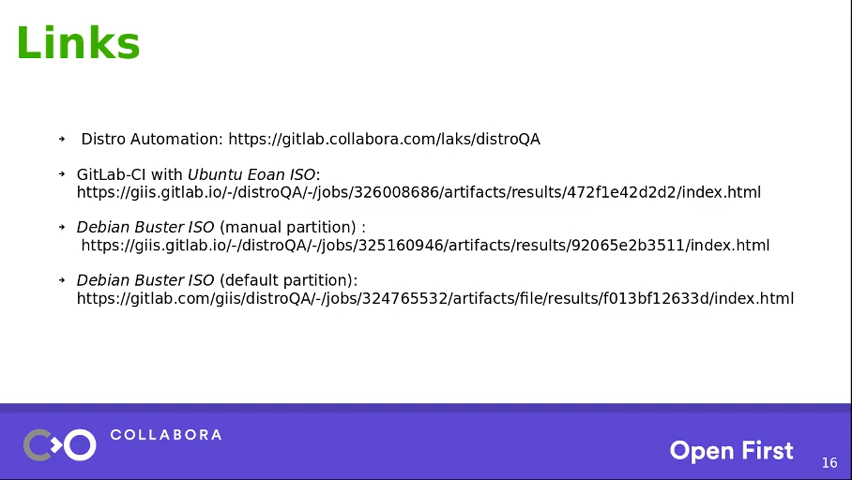 Links
Distro Automation: https://gitlab.collabora.com/laks/distroQA
GitLab-CI with Ubuntu Eoan ISO:
https://giis.gitlab.io/-/distroQA/-/jobs/326008686/artifacts/results/472f1e42d2d2/index.html
Debian Buster ISO (manual partition) :
https://giis.gitlab.io/-/distroQA/-/jobs/325160946/artifacts/results/92065e2b3511/index.html
Debian Buster ISO (default partition):
https://gitlab.com/giis/distroQA/-/jobs/324765532/artifacts/file/results/f013bf12633d/index.html
COLLABORA
Open First
16